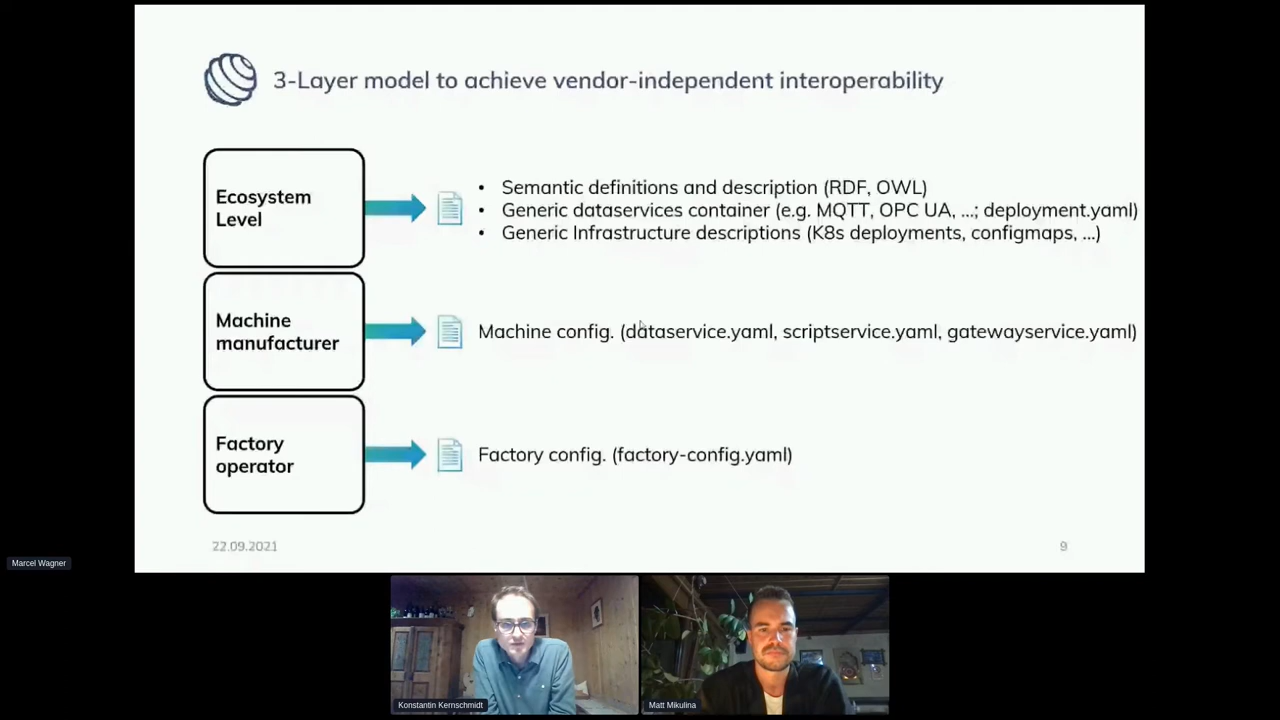 3-Layer model to achieve vendor-independent interoperability
Ecosystem
Level
• Semantic definitions and description (RDF, OWL)
• Generic dataservices container (e.g. MQTT, OPC UA, ...; deployment.yaml)
• Generic Infrastructure descriptions (K8s deployments, configmaps, ...)
Machine
manufacturer
Machine config. (dataservice.yaml, scriptservice.yaml, gatewayservice.yaml)
Factory
operator
Factory config. (factory-config.yaml)
22.09.2021
9
Marcel Wagner
Konstantin Kernschmidt
Matt Mikulina